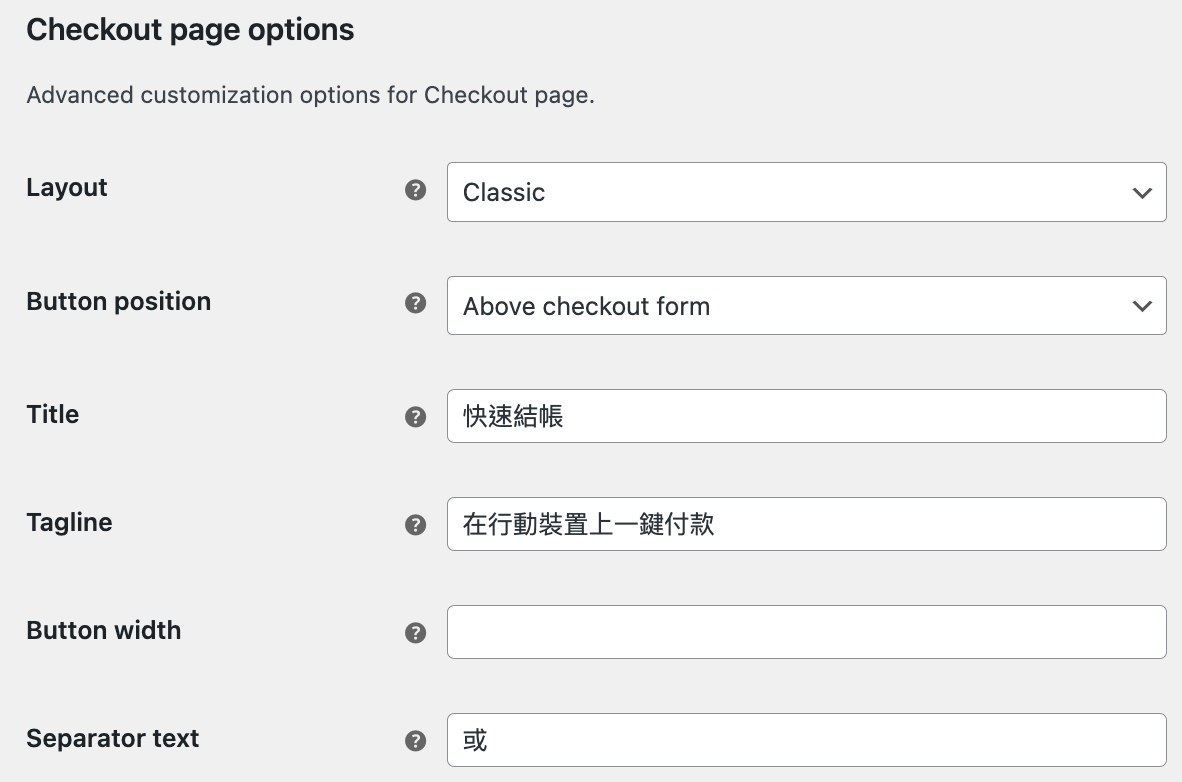 Checkout page options
Advanced customization options for Checkout page.
Layout
Classic
Button position
Above checkout form
Title
快速結帳
Tagline
在行動裝置上一鍵付款
Button width
Separator text
或